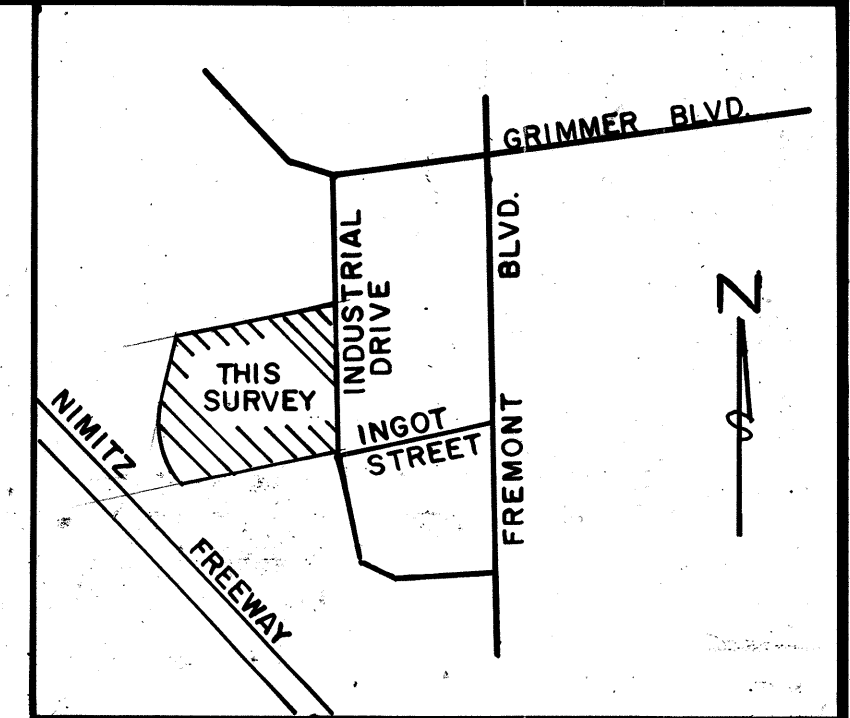 GRIMMER BLVD.
BLVD.
FREMONT
INDUSTRIAL
DRIVE
N
THIS
SURVEY
INGOT
STREET
NIMITZ
FREEWAY